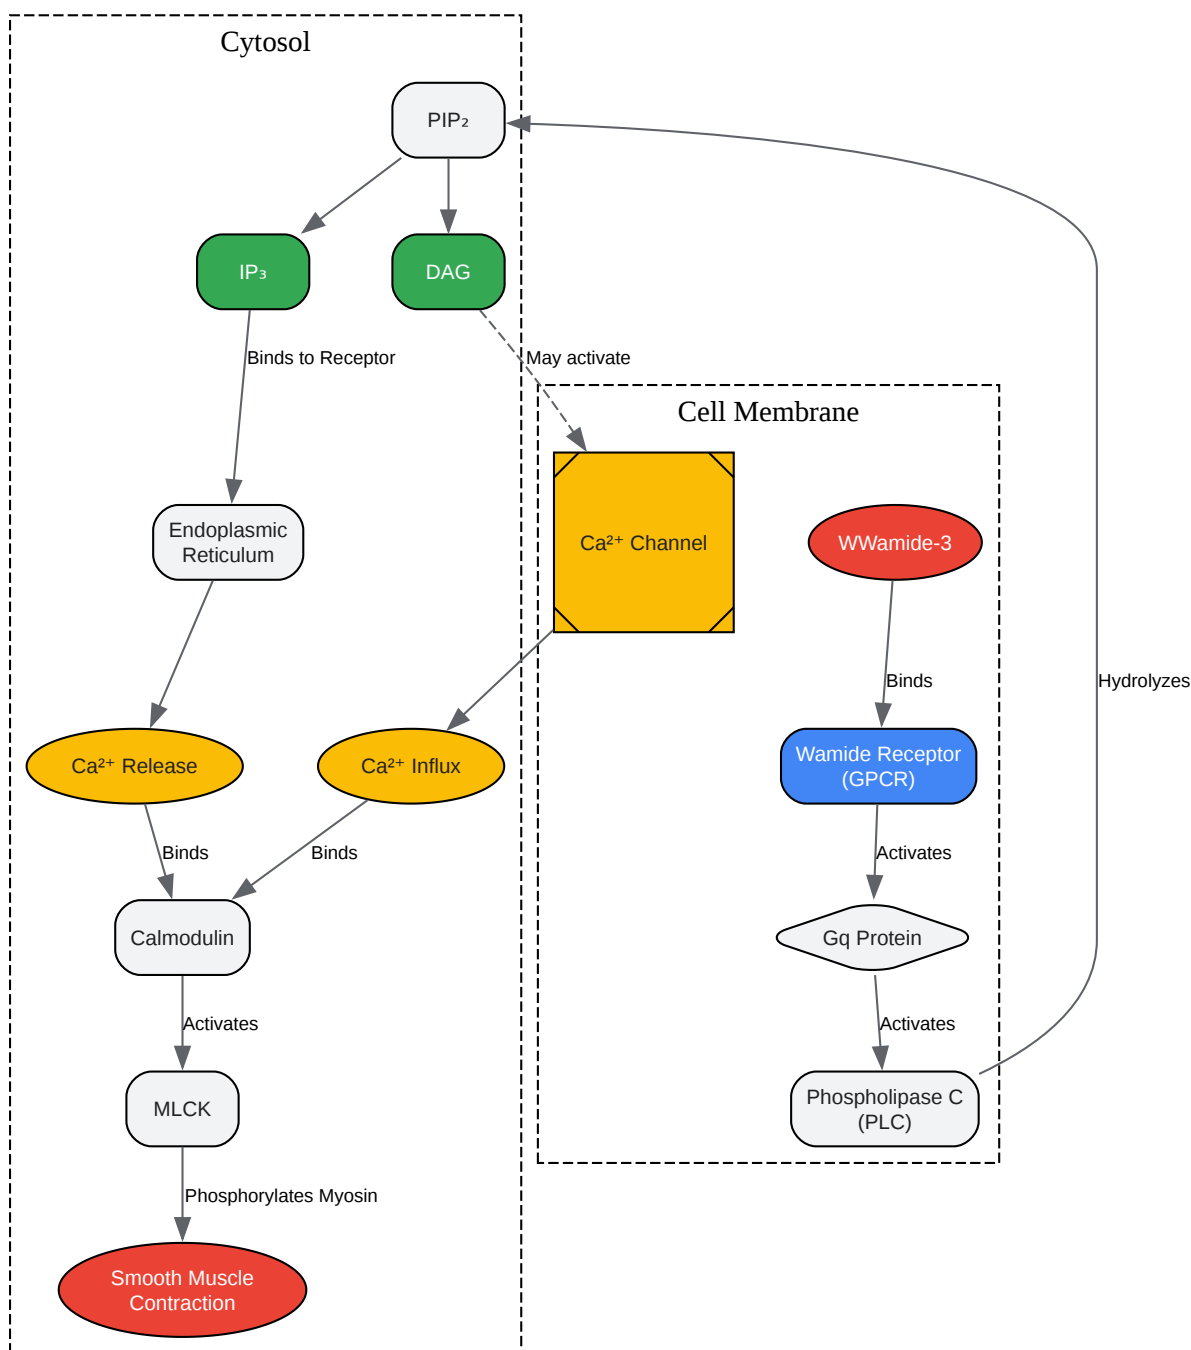 Cytosol
PIP₂
IP₃
DAG
Binds to Receptor
May activate
Cell Membrane
Endoplasmic
Reticulum
Ca²⁺ Channel
WWamide-3
Binds
Hydrolyzes
Ca²⁺ Release
Ca²⁺ Influx
Wamide Receptor
(GPCR)
Binds
Binds
Activates
Calmodulin
Gq Protein
Activates
Activates
MLCK
Phospholipase C
(PLC)
Phosphorylates Myosin
Smooth Muscle
Contraction